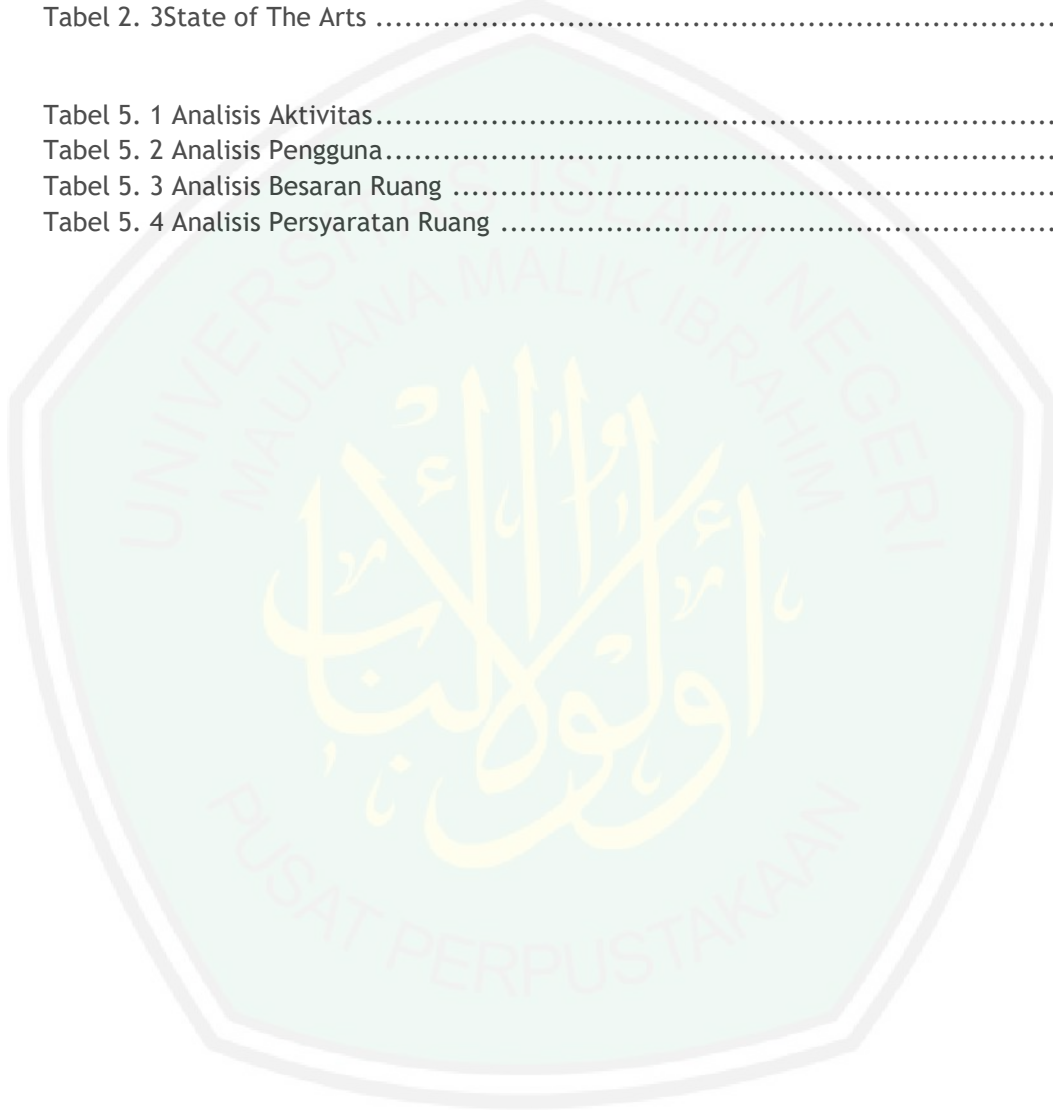 Tabel 2. 3State of The Arts ................................................................................
Tabel 5. 1 Analisis Aktivitas................................................................................
Tabel 5. 2 Analisis Pengguna................................................................................
Tabel 5. 3 Analisis Besaran Ruang ................................................................................
Tabel 5. 4 Analisis Persyaratan Ruang ................................................................................
UNIVERSITAS ISLAM NEGERI
MAULANA MALIK IBRAHIM
PUSAT PERPUSTAKAAN